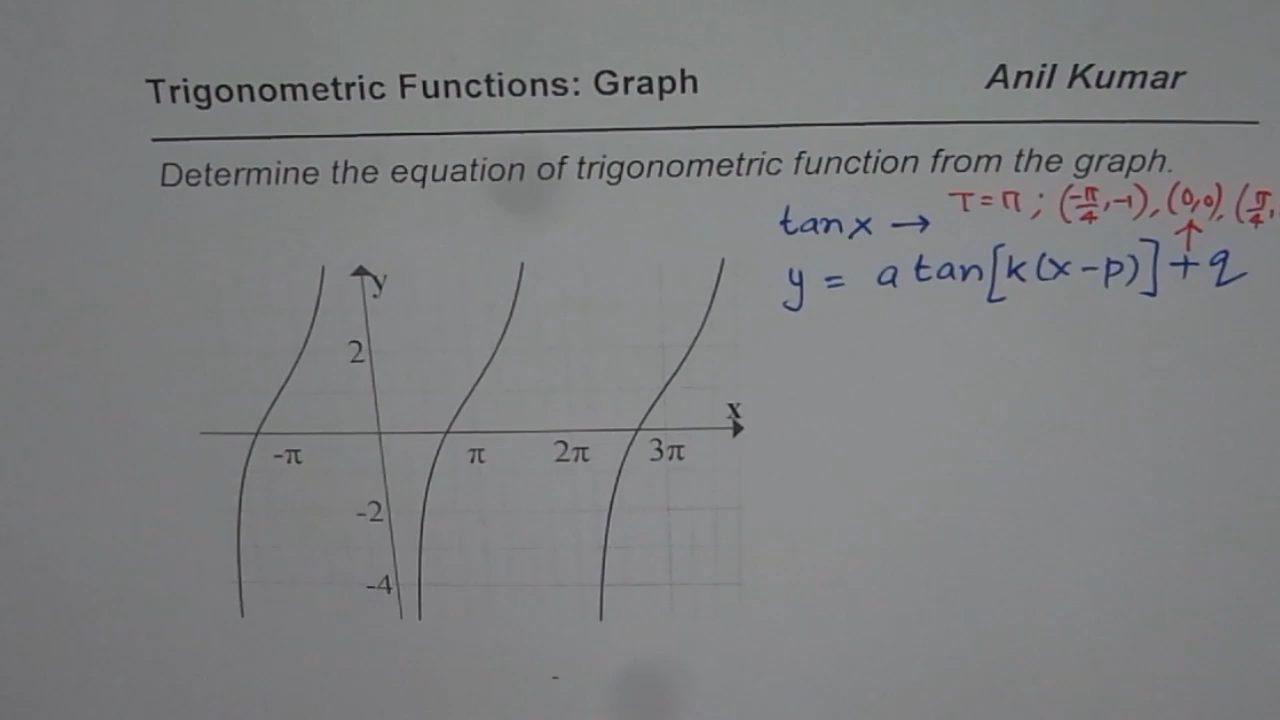 Trigonometric Functions: Graph Anil Kumar
Determine the equation of trigonometric function from the graph.
tan x → T = π ; (-π/4, -1), (0,0), (π/4,
y = a tan[k(x-p)] + q
y
2
x
-π π 2π 3π
-2
-4